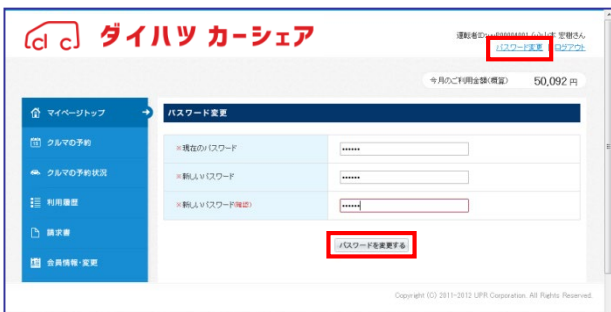 cl c ダイハツ カーシェア
パスワード変更 ログアウト
今月のご利用金額(概算) 50,092 円
マイページトップ
パスワード変更
クルマの予約
クルマの予約状況
利用履歴
請求書
会員情報・変更
※現在のパスワード ••••••
※新しいパスワード ••••••
※新しいパスワード(確認) ••••••
パスワードを変更する
Copyright (C) 2011-2012 UPR Corporation. All Rights Reserved.